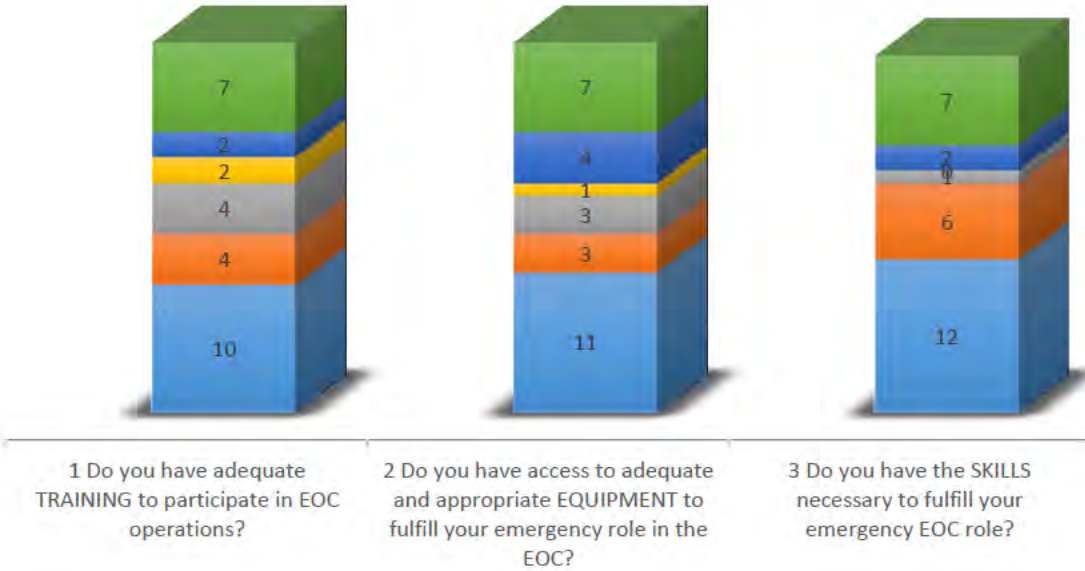 7
2
2
4
4
10
7
4
1
3
3
11
7
2
0
1
6
12
1 Do you have adequate
TRAINING to participate in EOC
operations?
2 Do you have access to adequate
and appropriate EQUIPMENT to
fulfill your emergency role in the
EOC?
3 Do you have the SKILLS
necessary to fulfill your
emergency EOC role?